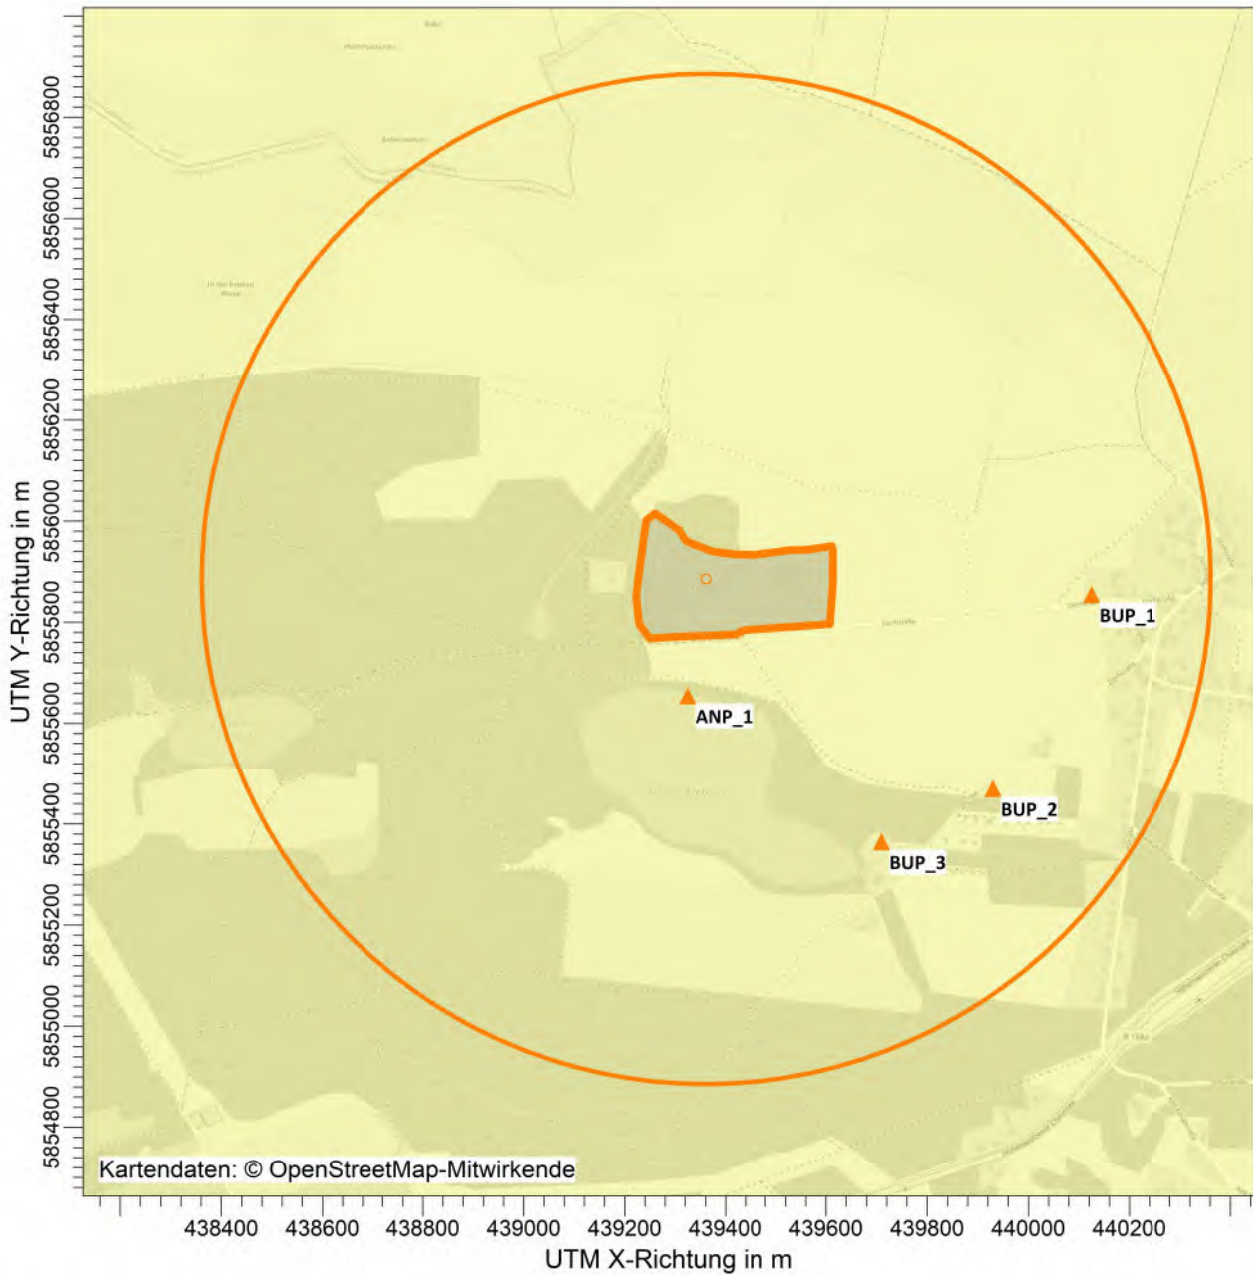 5856800
5856600
5856400
5856200
5856000
5855800
5855600
5855400
5855200
5855000
5854800
UTM Y-Richtung in m
BUP_1
ANP_1
BUP_2
BUP_3
Kartendaten: © OpenStreetMap-Mitwirkende
438400 438600 438800 439000 439200 439400 439600 439800 440000 440200
UTM X-Richtung in m